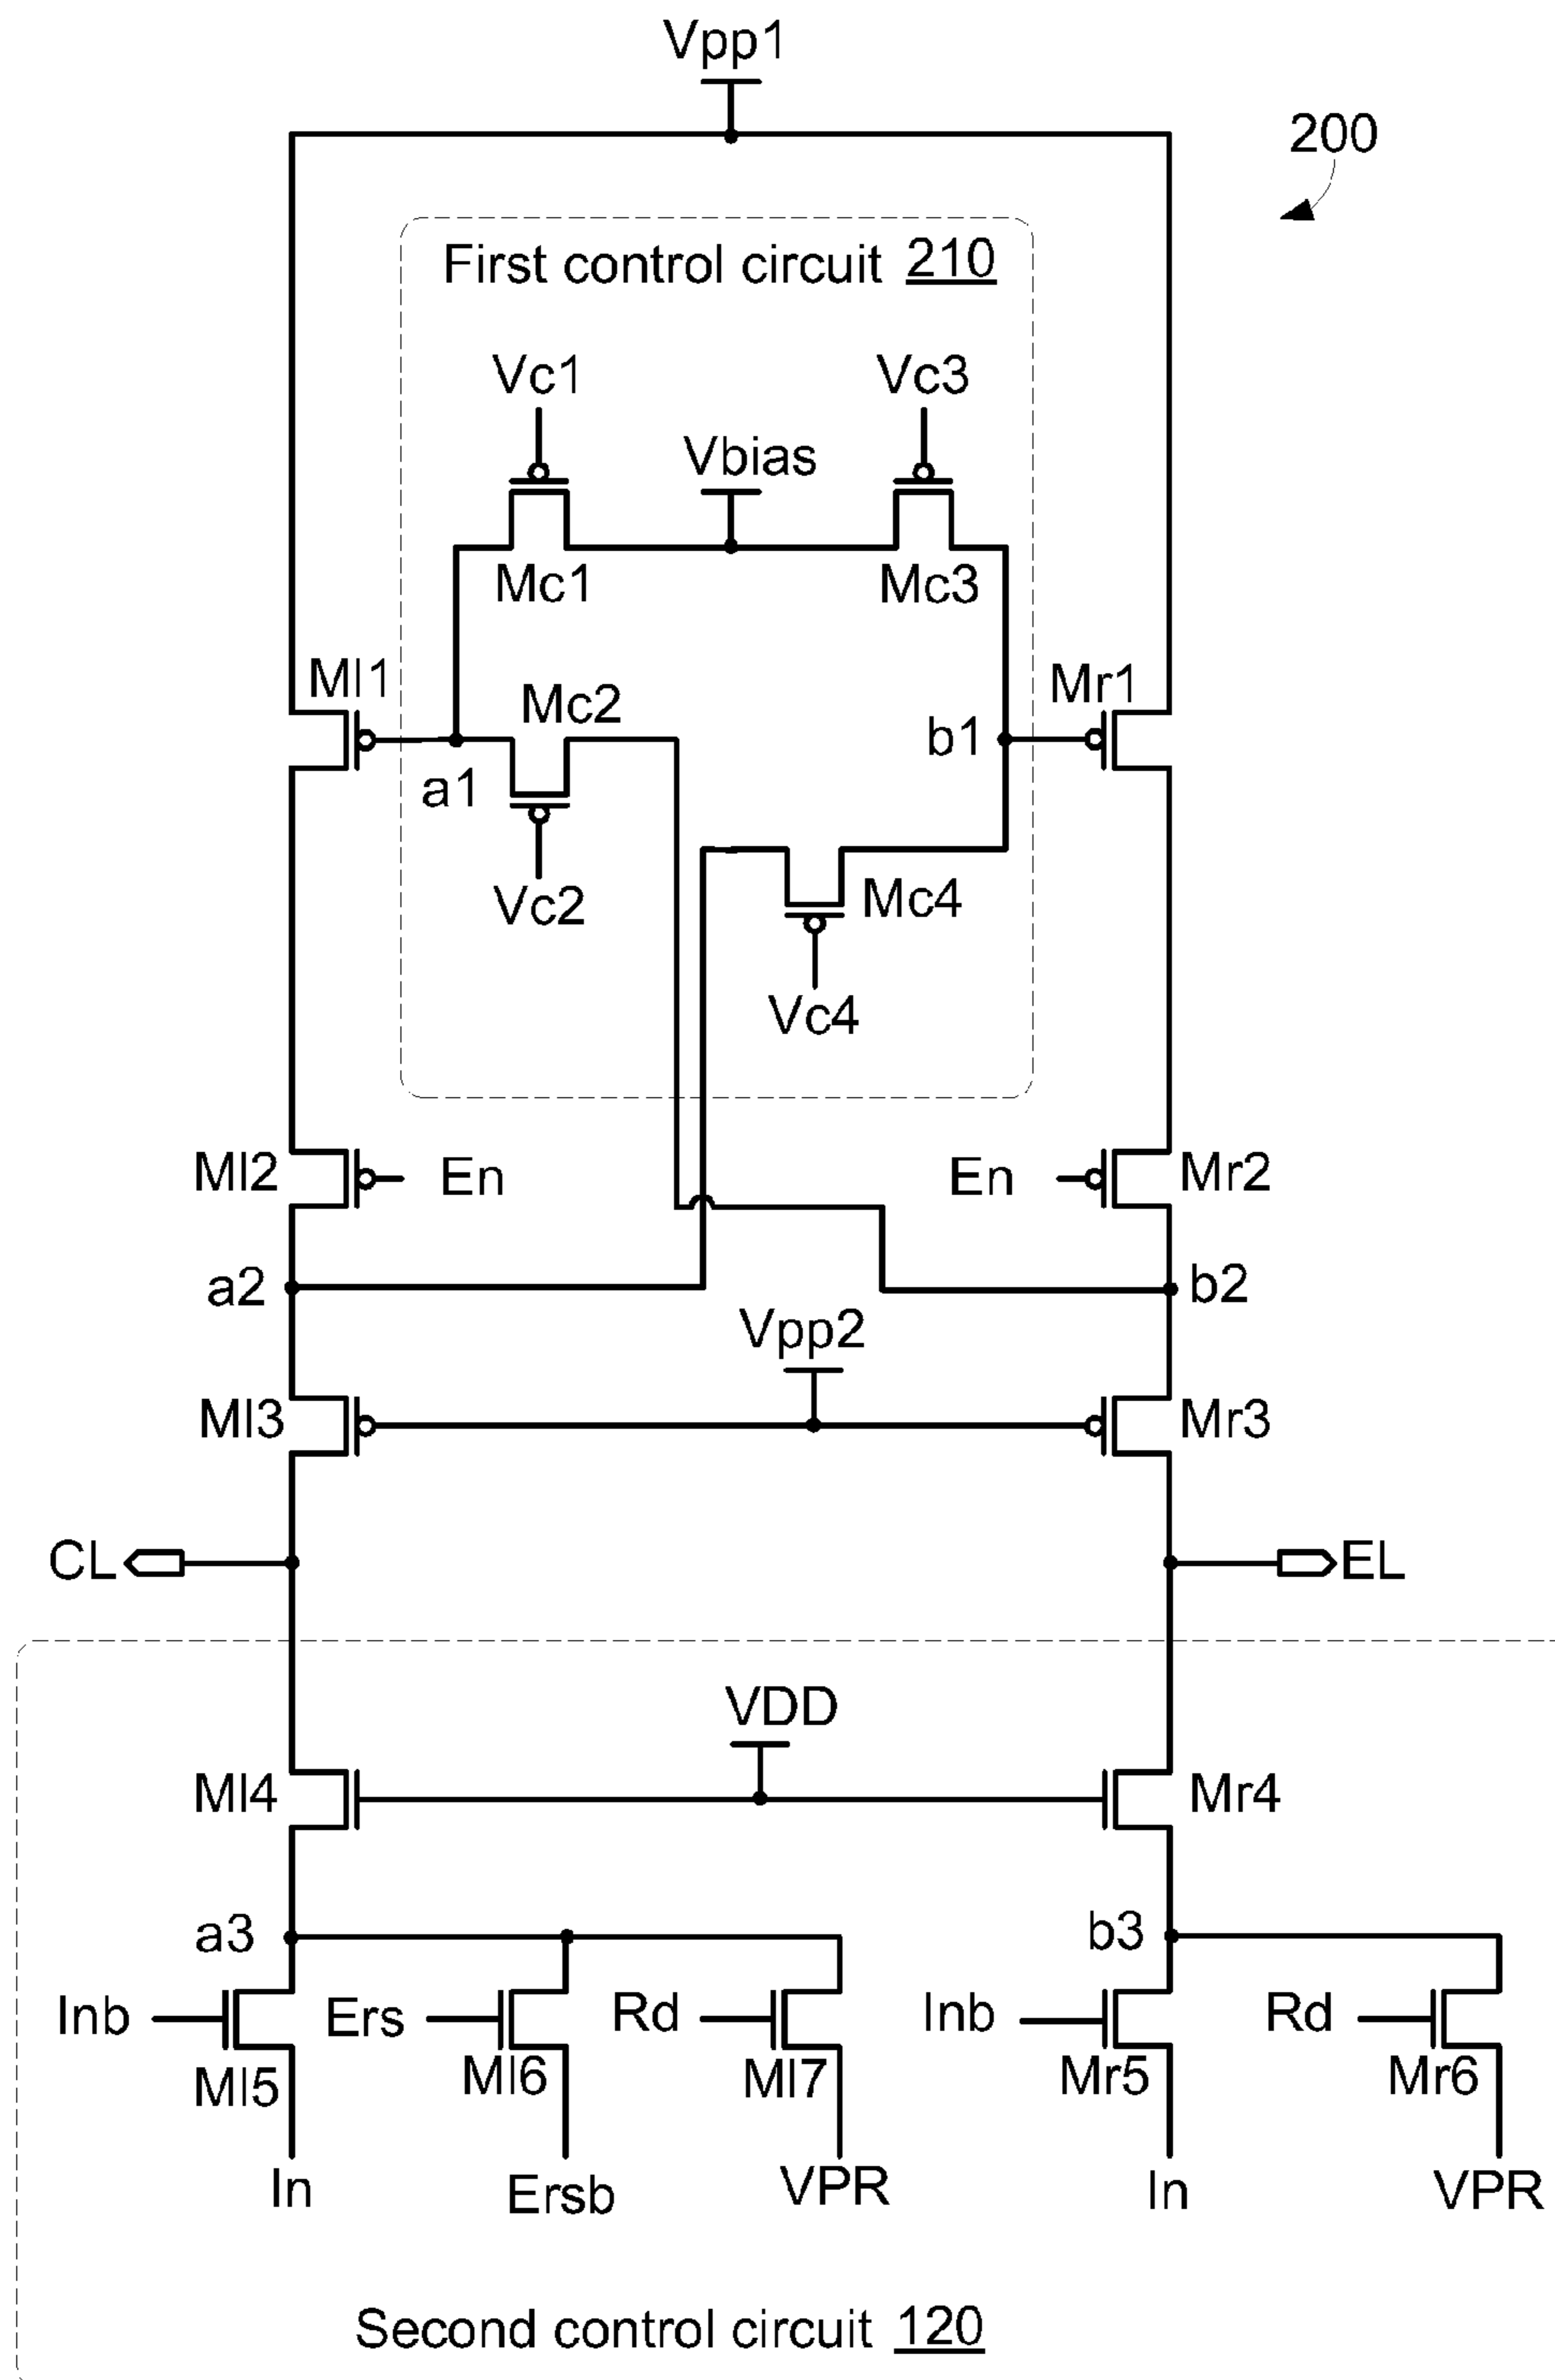 Vpp1
200
First control circuit 210
Vc1
Vc3
Vbias
Mc1
Mc3
Ml1
Mc2
Mr1
b1
a1
Vc2
Mc4
Vc4
Ml2
En
En
Mr2
a2
b2
Vpp2
Ml3
Mr3
CL
EL
VDD
Ml4
Mr4
a3
b3
Inb
Ers
Rd
Inb
Rd
Ml5
Ml6
Ml7
Mr5
Mr6
In
Ersb
VPR
In
VPR
Second control circuit 120